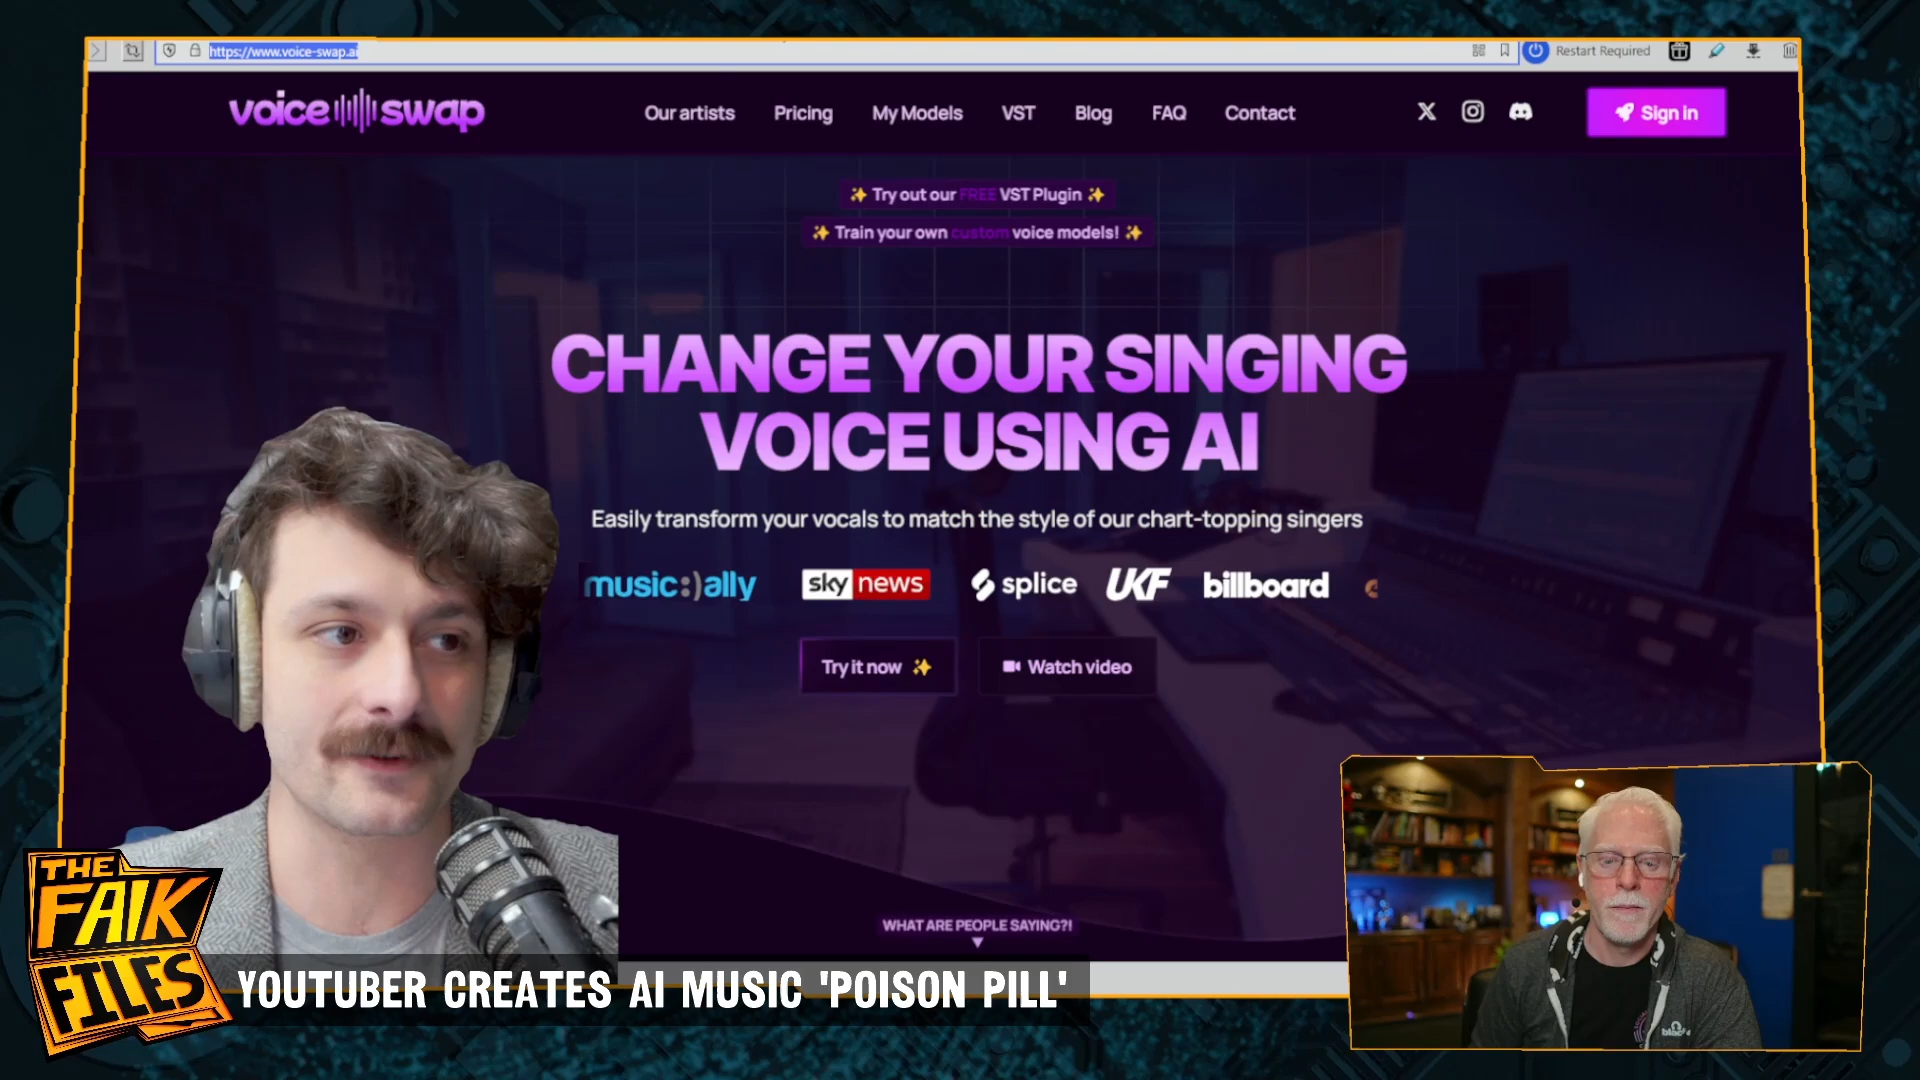 https://www.voice-swap.ai
Restart Required
voice swap
Our artists
Pricing
My Models
VST
Blog
FAQ
Contact
Sign in
✨ Try out our FREE VST Plugin ✨
✨ Train your own custom voice models! ✨
CHANGE YOUR SINGING
VOICE USING AI
Easily transform your vocals to match the style of our chart-topping singers
music:)ally
sky news
splice
UKF
billboard
Try it now ✨
Watch video
WHAT ARE PEOPLE SAYING?!
THE
FAIK
FILES
YOUTUBER CREATES AI MUSIC 'POISON PILL'